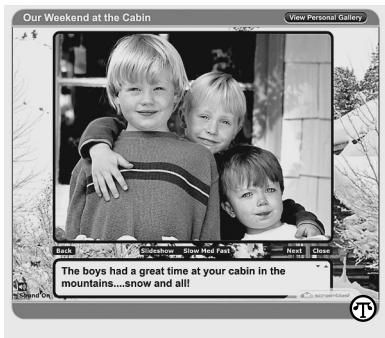 Our Weekend at the Cabin
View Personal Gallery
Back Slideshow Slow Med Fast Next Close
The boys had a great time at your cabin in the
mountains....snow and all!
Sound On